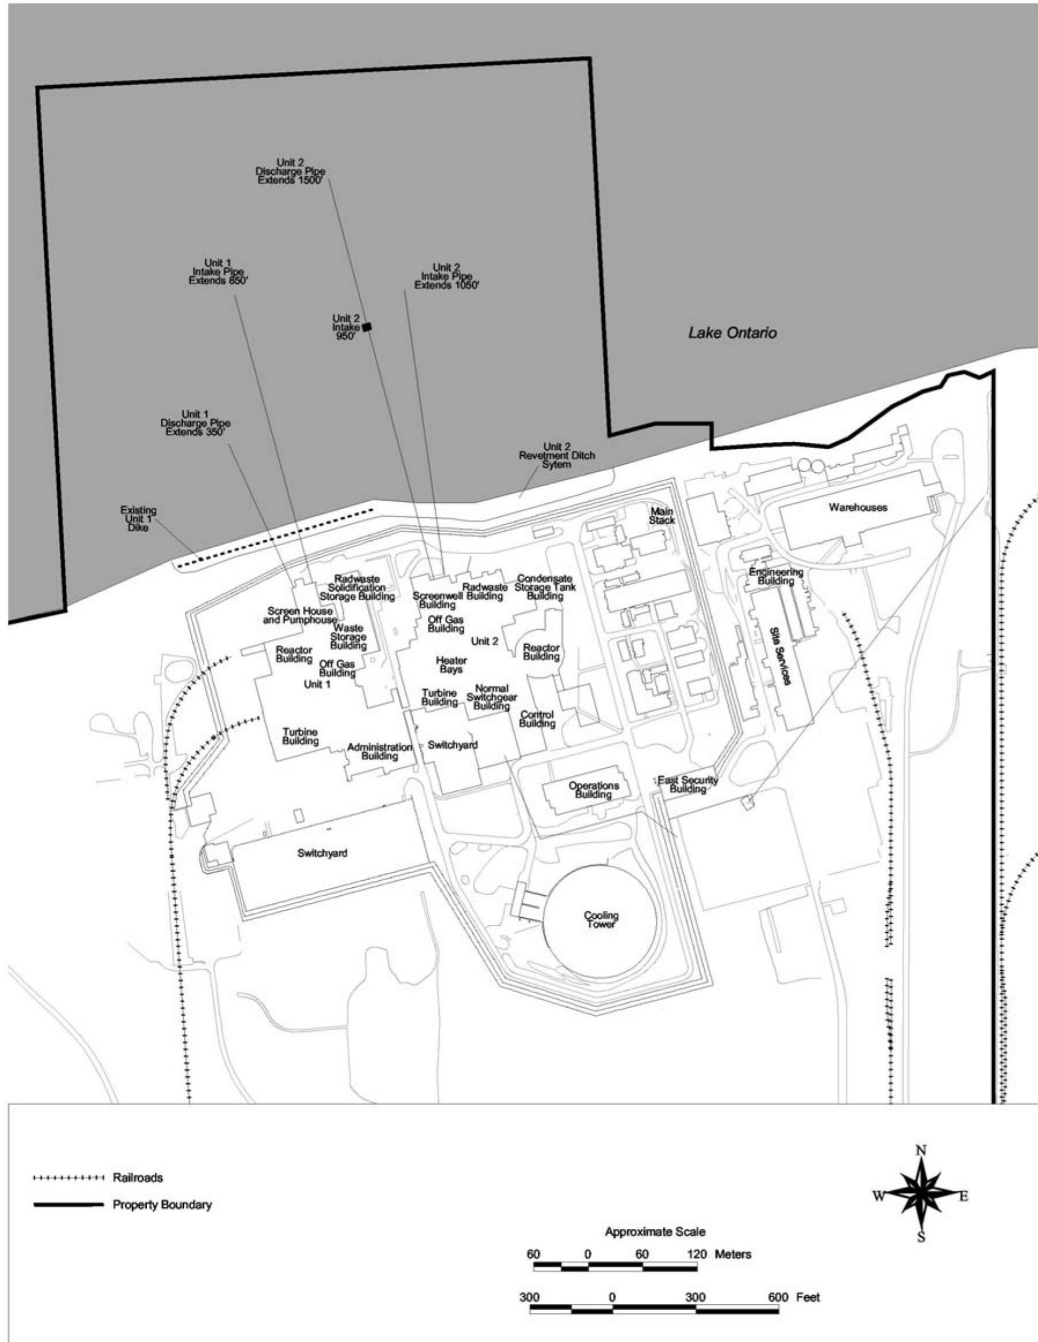 Unit 2
Discharge Pipe
Extends 1500'
Unit 1
Intake Pipe
Extends 850'
Unit 2
Intake Pipe
Extends 1050'
Unit 2
Intake
950'
Lake Ontario
Unit 1
Discharge Pipe
Extends 350'
Unit 2
Revetment Ditch
Sytem
Existing
Unit 1
Dike
Main
Stack
Warehouses
Radwaste
Solidification
Storage Building
Screenwell
Building
Radwaste
Building
Condensate
Storage Tank
Building
Engineering
Building
Screen House
and Pumphouse
Waste
Storage
Building
Off Gas
Building
Unit 2
Reactor
Building
Site Services
Reactor
Building
Off Gas
Building
Unit 1
Heater
Bays
Turbine
Building
Normal
Switchgear
Building
Control
Building
Turbine
Building
Administration
Building
Switchyard
Operations
Building
East Security
Building
Switchyard
Cooling
Tower
Railroads
Property Boundary
N
W E
S
Approximate Scale
60 0 60 120 Meters
300 0 300 600 Feet